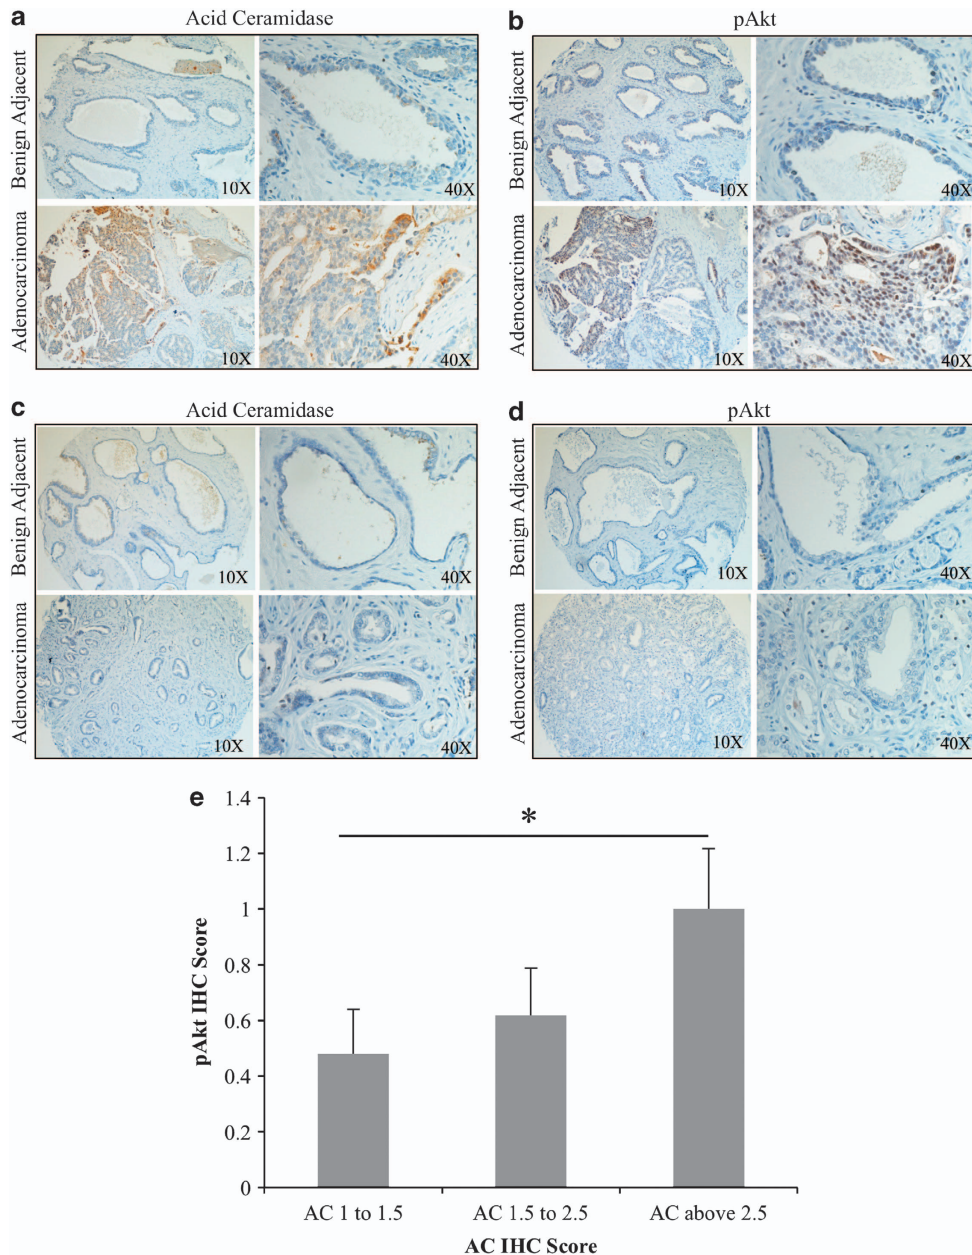 a
Acid Ceramidase
b
pAkt
Benign Adjacent
10X
40X
Benign Adjacent
10X
40X
Adenocarcinoma
10X
40X
Adenocarcinoma
10X
40X
c
Acid Ceramidase
d
pAkt
Benign Adjacent
10X
40X
Benign Adjacent
10X
40X
Adenocarcinoma
10X
40X
Adenocarcinoma
10X
40X
e
1.4
1.2
1
0.8
0.6
0.4
0.2
0
pAkt IHC Score
*
AC 1 to 1.5
AC 1.5 to 2.5
AC above 2.5
AC IHC Score